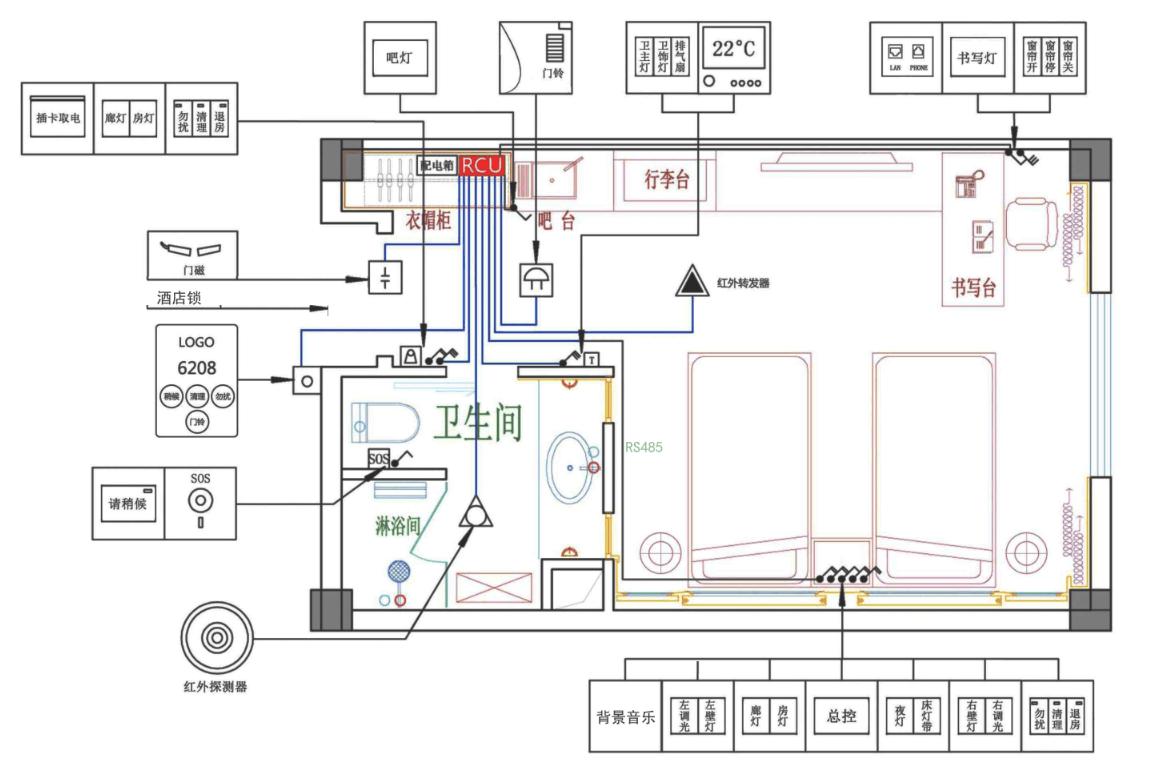 吧灯
门铃
卫主灯
卫饰灯
排气扇
22°C
LAN
PHONE
书写灯
窗帘开
窗帘停
窗帘关
插卡取电
廊灯
房灯
勿扰
清理
退房
配电箱
RCU
衣帽柜
吧台
行李台
书写台
门磁
酒店锁
红外转发器
LOGO
6208
稍候
清理
勿扰
门铃
T
卫生间
RS485
SOS
请稍候
SOS
淋浴间
红外探测器
背景音乐
左调光
左壁灯
廊灯
房灯
总控
夜灯
床灯带
右壁灯
右调光
勿扰
清理
退房